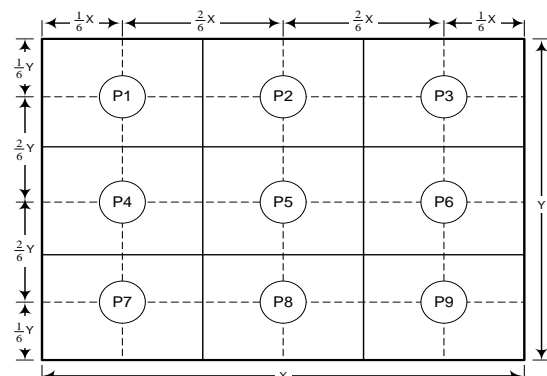 1/6 X 2/6 X 2/6 X 1/6 X
1/6 Y
P1 P2 P3
2/6 Y
P4 P5 P6
Y
2/6 Y
P7 P8 P9
1/6 Y
X